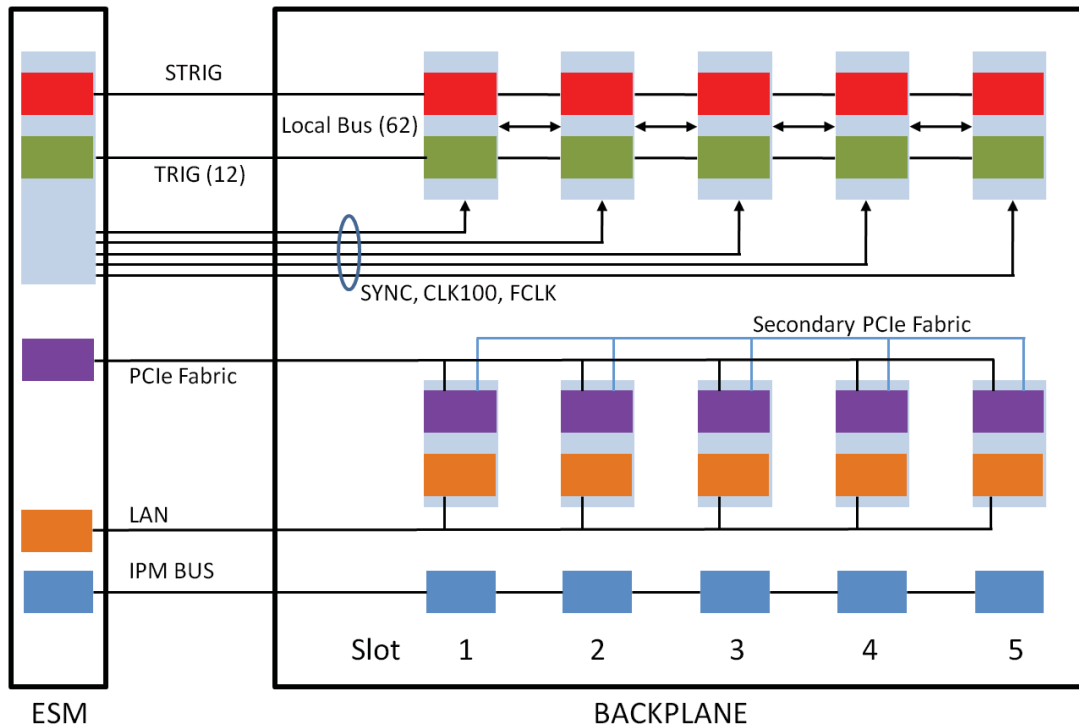 STRIG
Local Bus (62)
TRIG (12)
SYNC, CLK100, FCLK
Secondary PCIe Fabric
PCIe Fabric
LAN
IPM BUS
Slot 1 2 3 4 5
ESM BACKPLANE